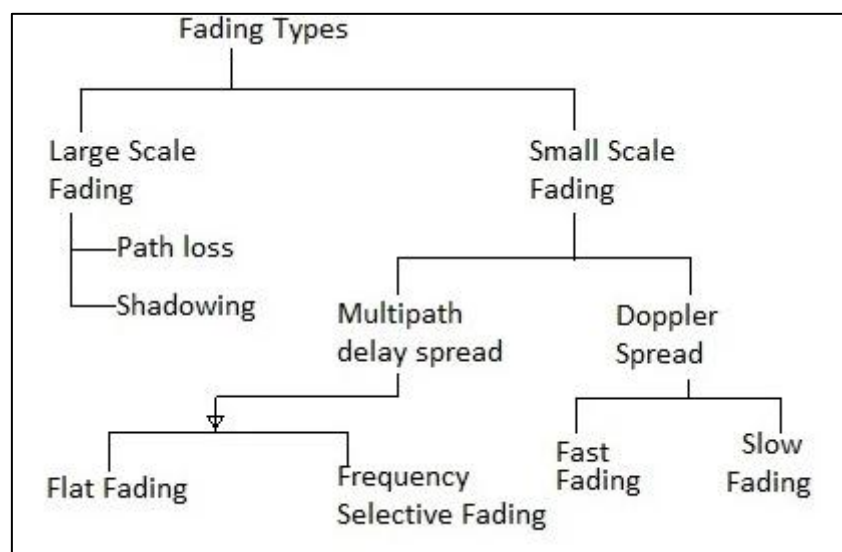 Fading Types
Large Scale
Fading
Path loss
Shadowing
Small Scale
Fading
Multipath
delay spread
Doppler
Spread
Flat Fading
Frequency
Selective Fading
Fast
Fading
Slow
Fading